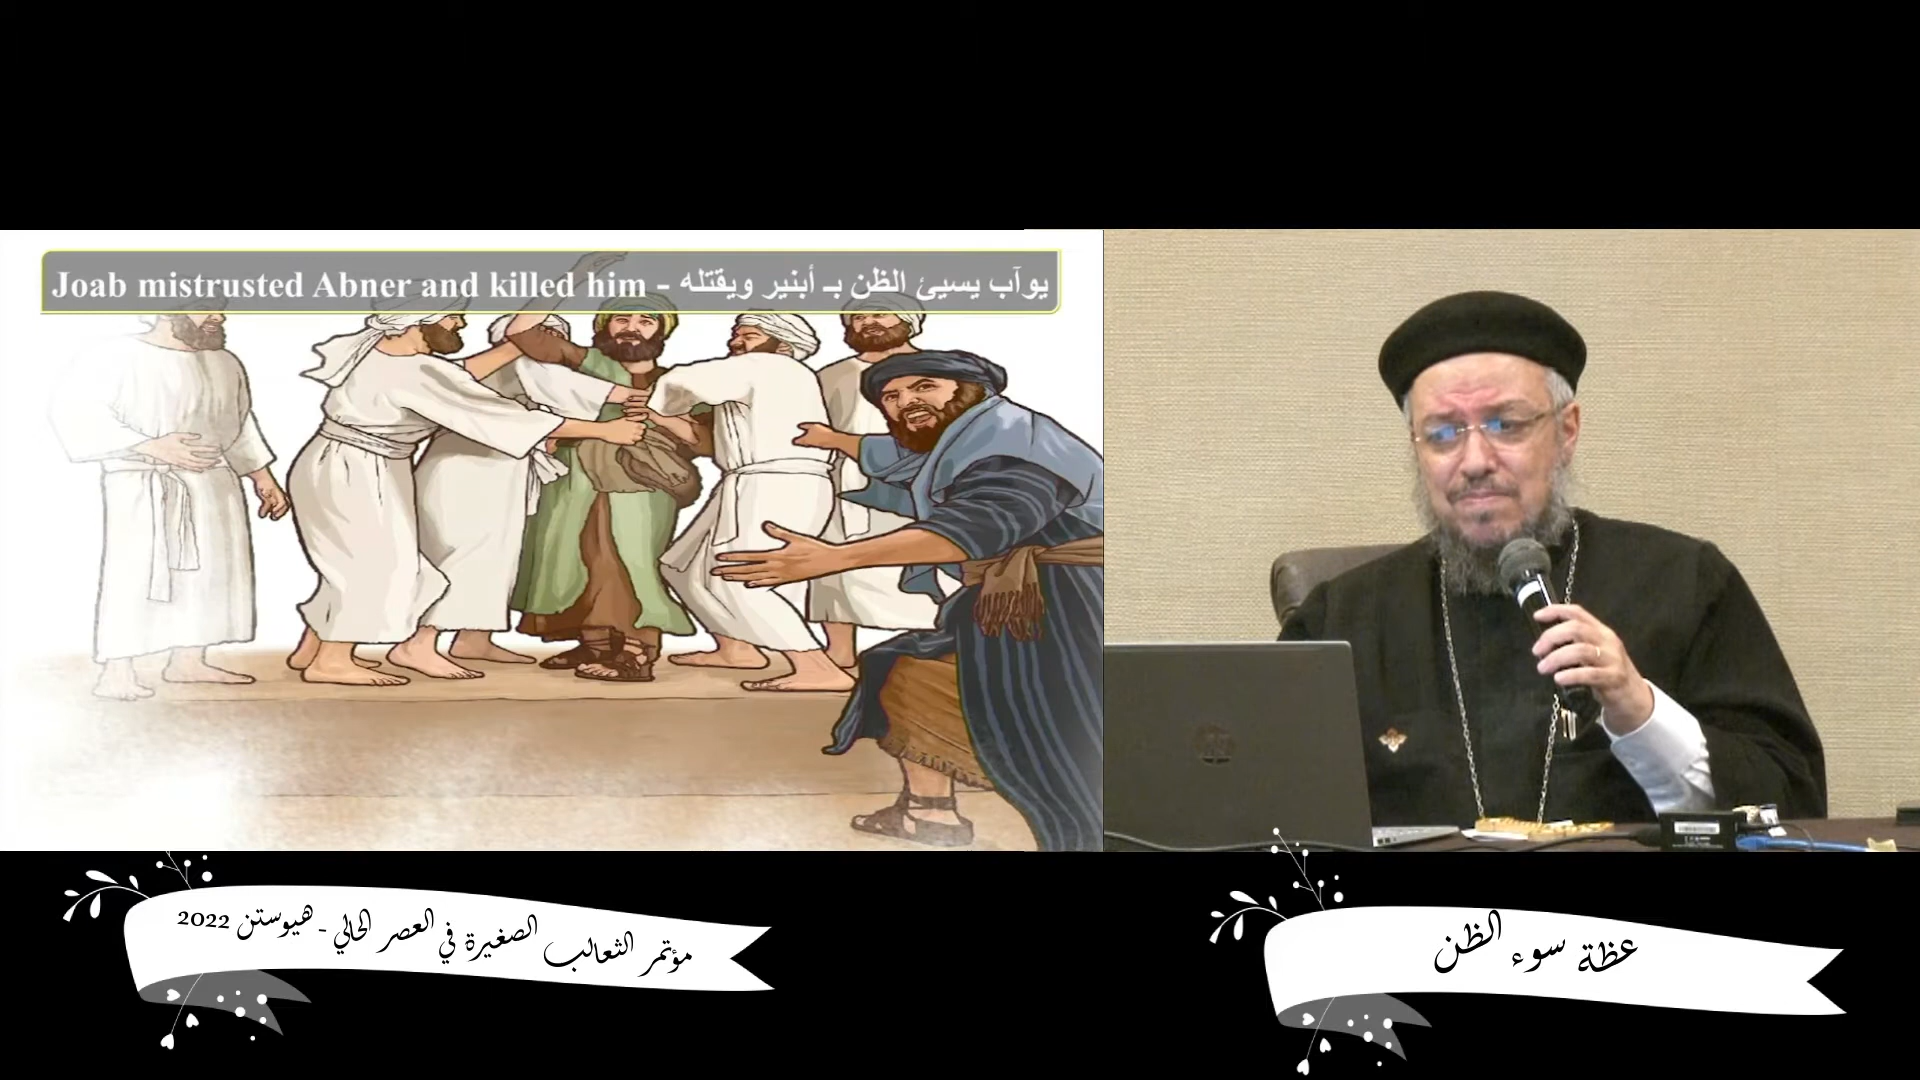 Joab mistrusted Abner and killed him - يوآب يسيئ الظن بـ أبنير ويقتله
مؤتمر الثعالب الصغيرة في العصر الحالي - هيوستن 2022
عظة سوء الظن